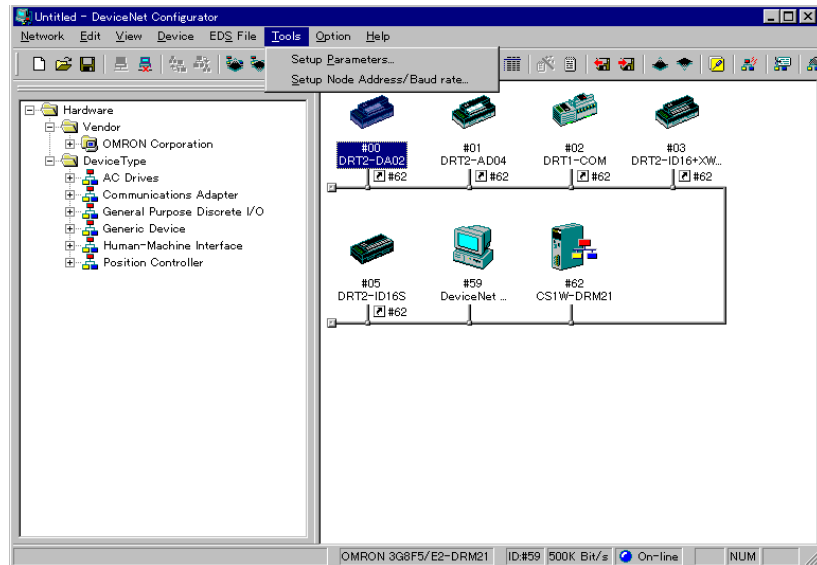 Untitled - DeviceNet Configurator
Network Edit View Device EDS File Tools Option Help
Setup Parameters...
Setup Node Address/Baud rate...
Hardware
Vendor
OMRON Corporation
DeviceType
AC Drives
Communications Adapter
General Purpose Discrete I/O
Generic Device
Human-Machine Interface
Position Controller
#00 #01 #02 #03
DRT2-DA02 DRT2-AD04 DRT1-COM DRT2-ID16+XW...
#62 #62 #62 #62
#05 #59 #62
DRT2-ID16S DeviceNet ... CS1W-DRM21
#62
OMRON 3G8F5/E2-DRM21 ID:#59 500K Bit/s On-line NUM